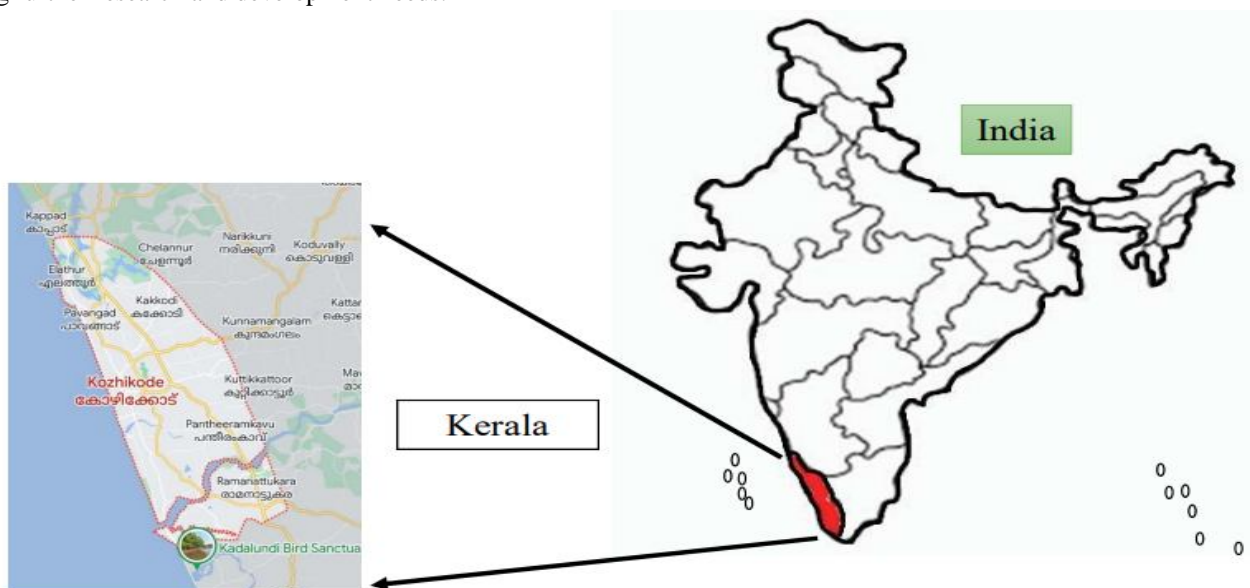 India
Kerala
Kappad
കാപ്പാട്
Chelannur
ചേളന്നൂർ
Narikkuni
നരിക്കുനി
Koduvally
കൊടുവള്ളി
Elathur
എലത്തൂർ
Kakkodi
കക്കോടി
Pavangad
പാവങ്ങാട്
Kunnamangalam
കുന്ദമംഗലം
Kozhikode
കോഴിക്കോട്
Kuttikkattoor
കുറ്റിക്കാട്ടൂർ
Pantheeramkavu
പന്തീരംകാവ്
Ramanattukara
രാമനാട്ടുകര
Kadalundi Bird Sanctua